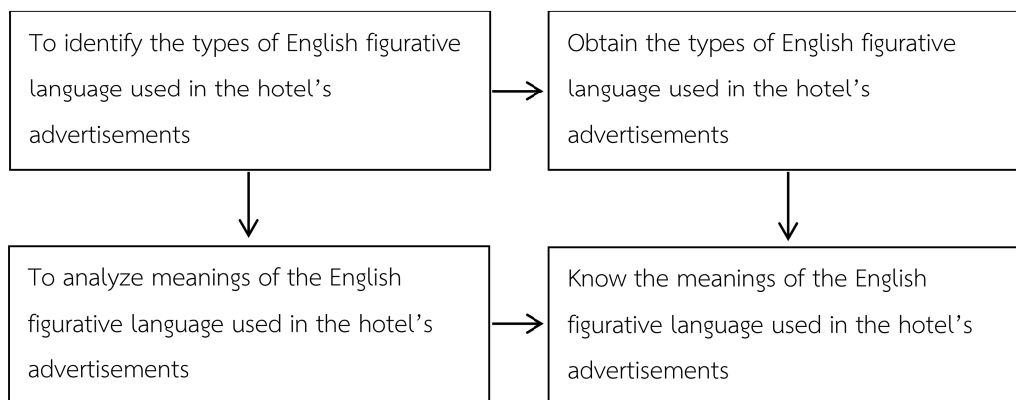 To identify the types of English figurative
language used in the hotel's
advertisements
Obtain the types of English figurative
language used in the hotel's
advertisements
To analyze meanings of the English
figurative language used in the hotel's
advertisements
Know the meanings of the English
figurative language used in the hotel's
advertisements